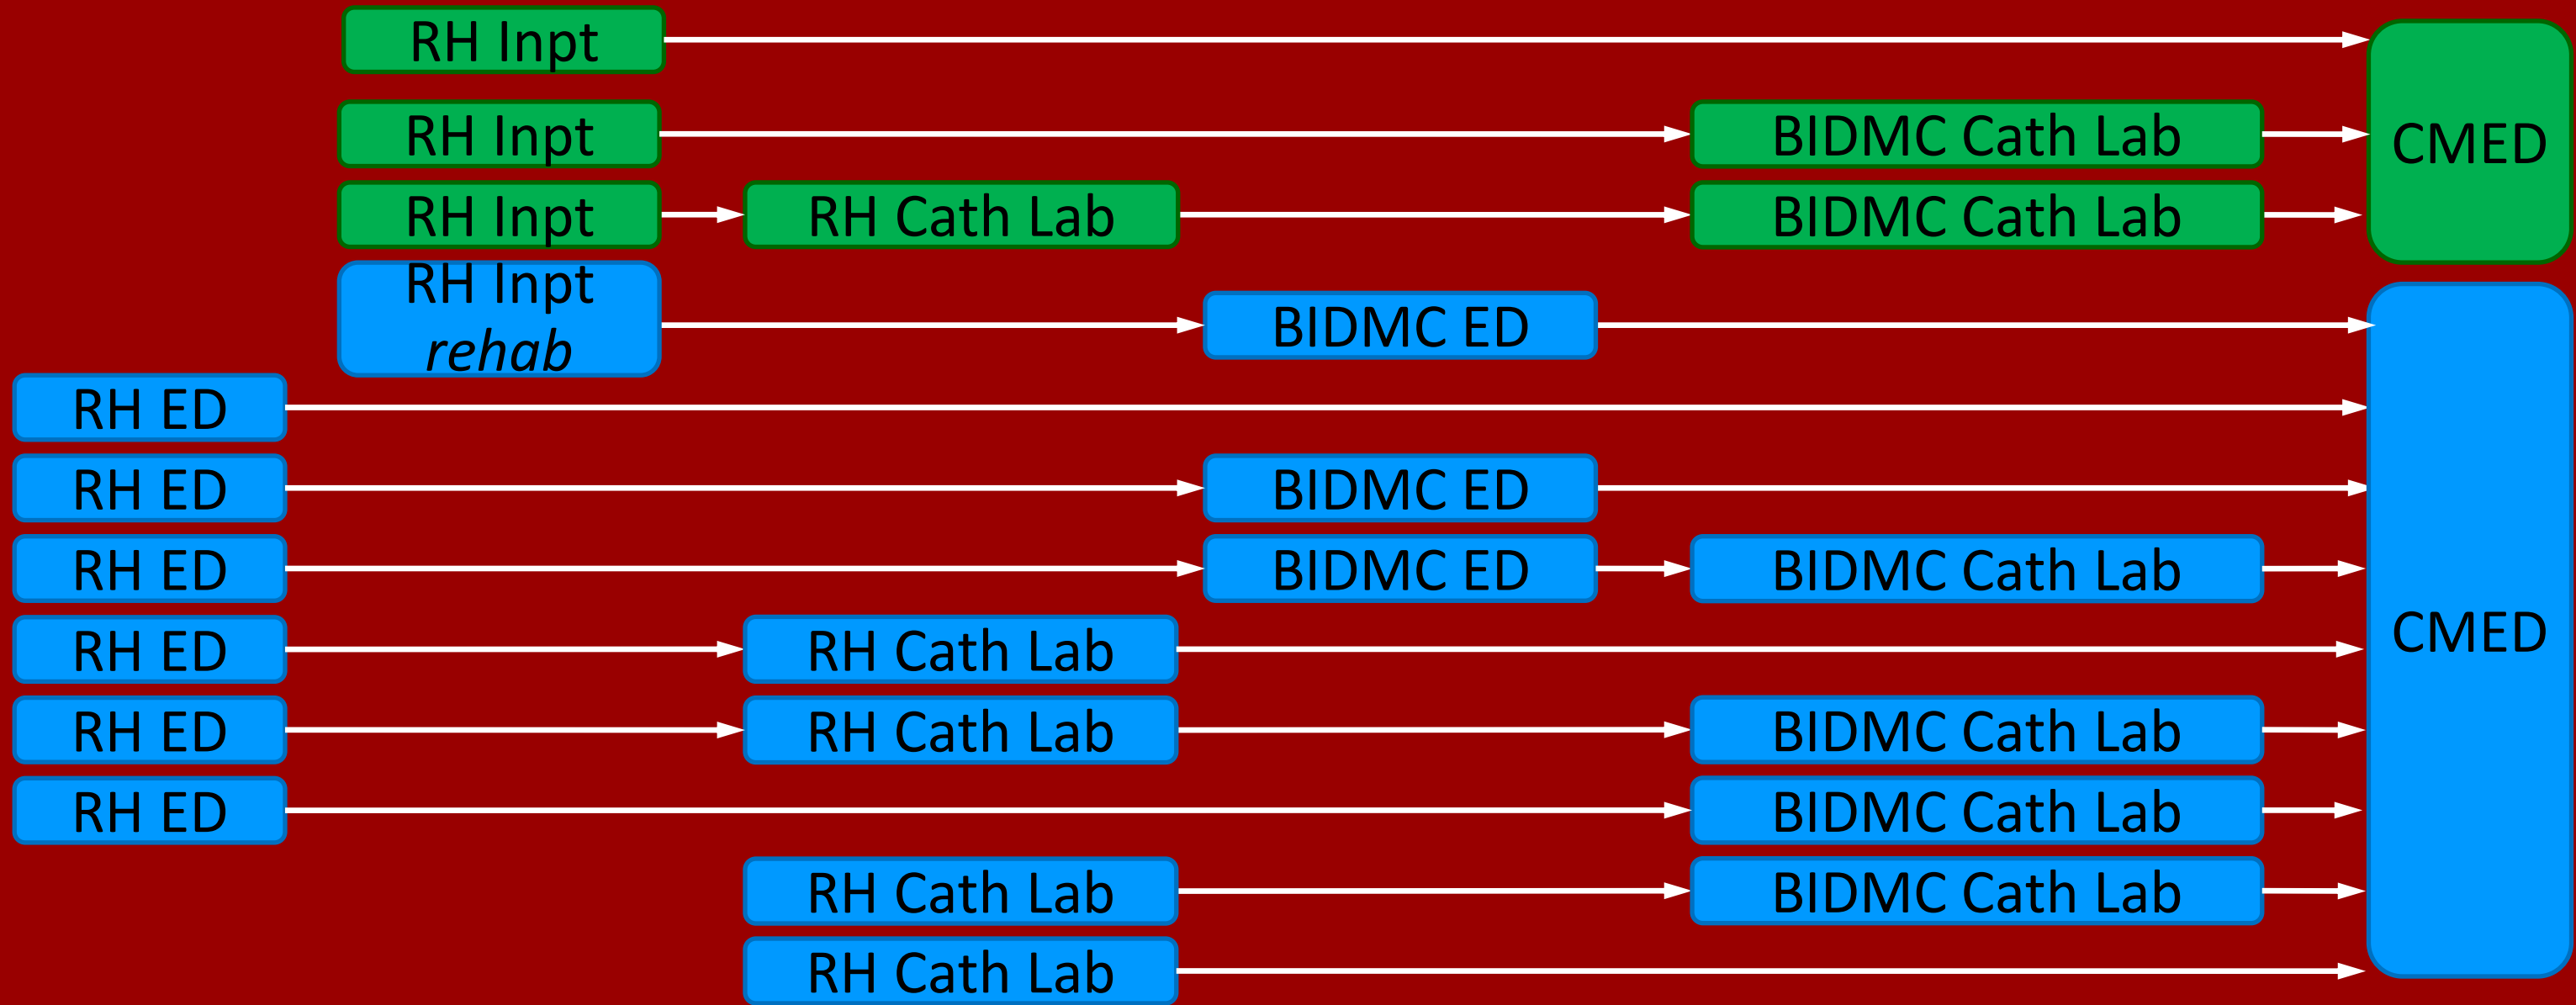 RH Inpt
RH Inpt BIDMC Cath Lab CMED
RH Inpt RH Cath Lab BIDMC Cath Lab
RH Inpt
rehab
BIDMC ED
RH ED
RH ED BIDMC ED
RH ED BIDMC ED BIDMC Cath Lab
RH ED RH Cath Lab CMED
RH ED RH Cath Lab BIDMC Cath Lab
RH ED BIDMC Cath Lab
RH Cath Lab BIDMC Cath Lab
RH Cath Lab